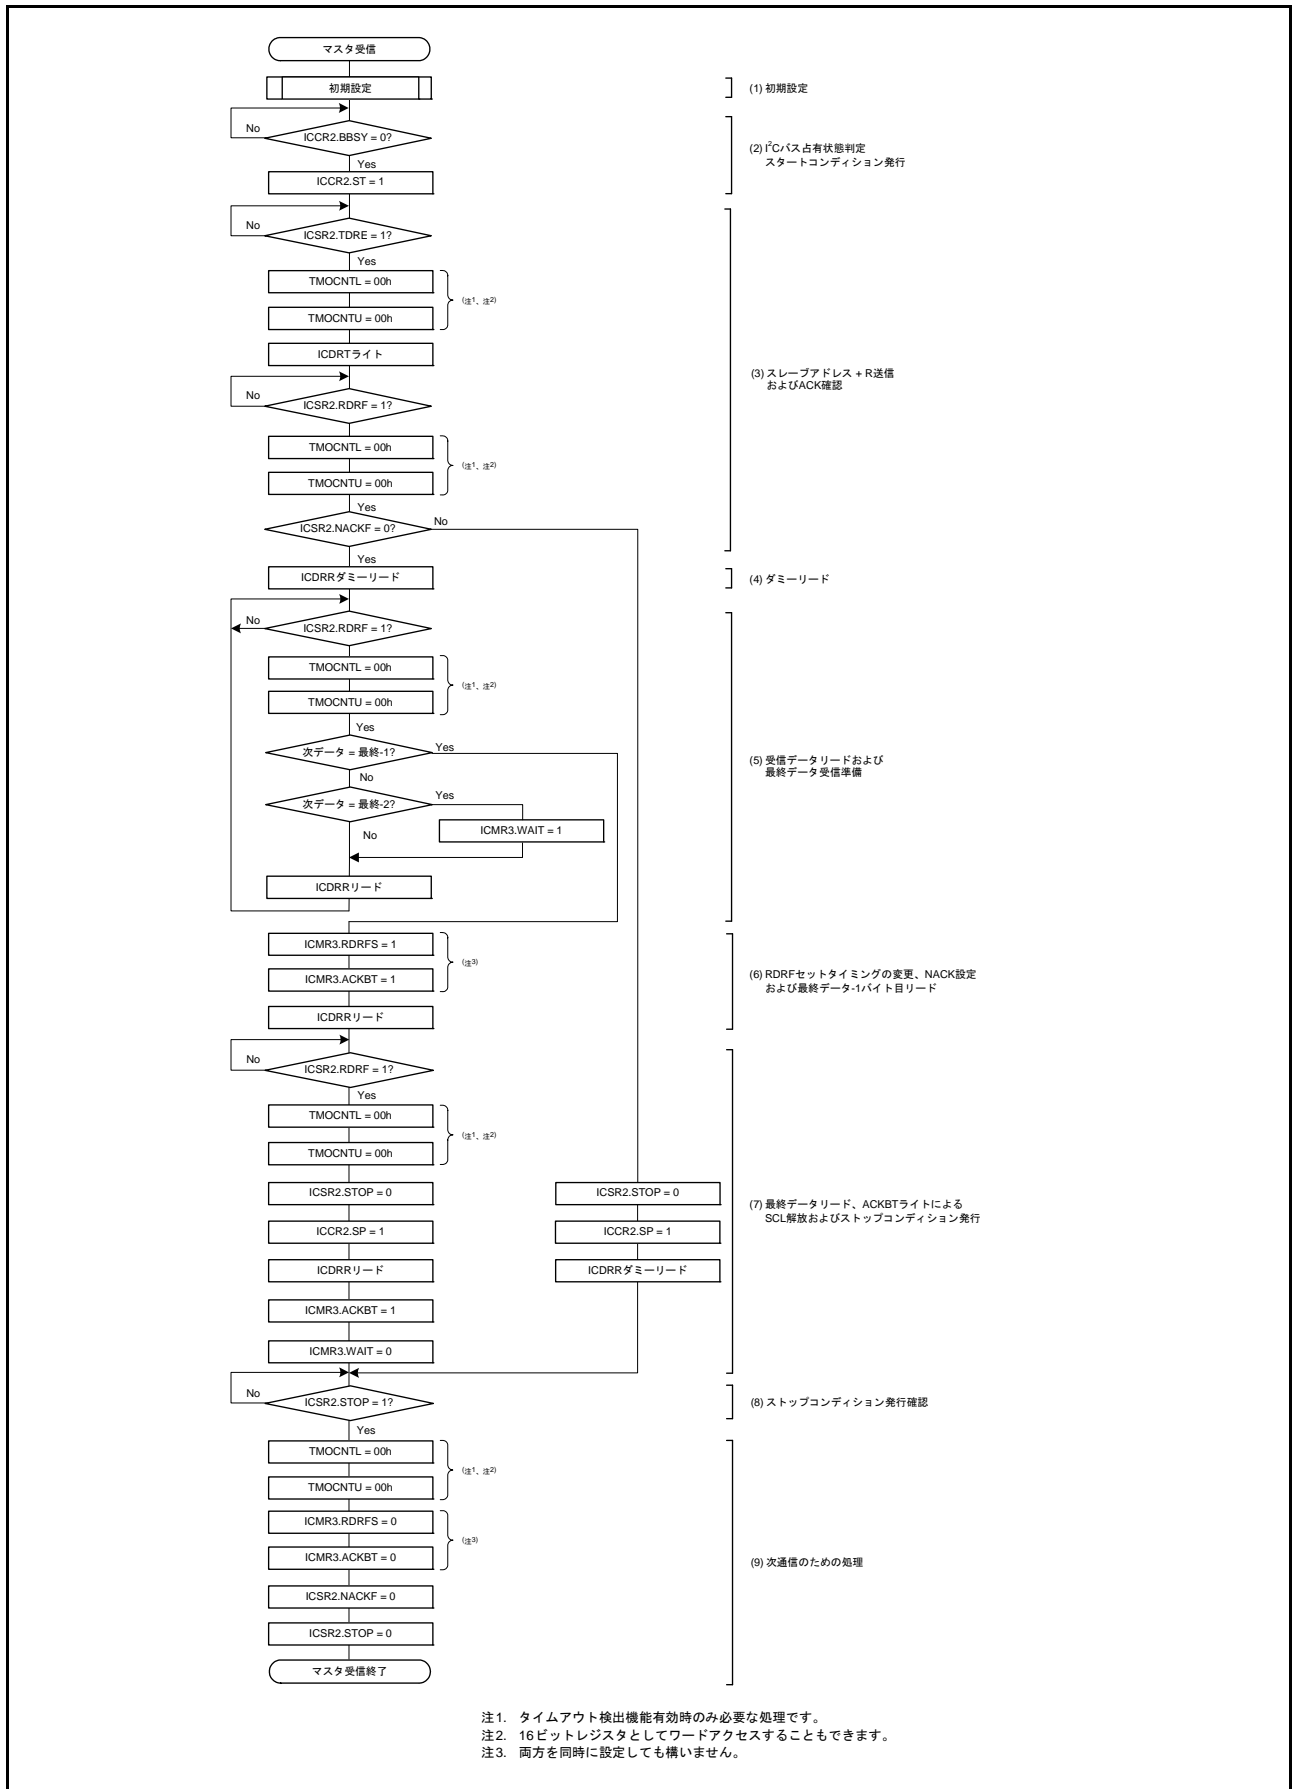 マスタ受信
初期設定
(1) 初期設定
No
ICCR2.BBSY = 0?
Yes
ICCR2.ST = 1
(2) I²Cバス占有状態判定
スタートコンディション発行
No
ICSR2.TDRE = 1?
Yes
TMOCNTL = 00h
TMOCNTU = 00h
(注1、注2)
ICDRTライト
No
ICSR2.RDRF = 1?
TMOCNTL = 00h
TMOCNTU = 00h
(注1、注2)
Yes
ICSR2.NACKF = 0?
No
Yes
(3) スレーブアドレス + R送信
およびACK確認
ICDRRダミーリード
(4) ダミーリード
No
ICSR2.RDRF = 1?
TMOCNTL = 00h
TMOCNTU = 00h
(注1、注2)
Yes
次データ = 最終-1?
Yes
No
次データ = 最終-2?
Yes
ICMR3.WAIT = 1
No
ICDRRリード
(5) 受信データリードおよび
最終データ受信準備
ICMR3.RDRFS = 1
ICMR3.ACKBT = 1
(注3)
ICDRRリード
(6) RDRFセットタイミングの変更、NACK設定
および最終データ-1バイト目リード
No
ICSR2.RDRF = 1?
Yes
TMOCNTL = 00h
TMOCNTU = 00h
(注1、注2)
ICSR2.STOP = 0
ICCR2.SP = 1
ICDRRリード
ICMR3.ACKBT = 1
ICMR3.WAIT = 0
ICSR2.STOP = 0
ICCR2.SP = 1
ICDRRダミーリード
(7) 最終データリード、ACKBTライトによる
SCL解放およびストップコンディション発行
No
ICSR2.STOP = 1?
Yes
(8) ストップコンディション発行確認
TMOCNTL = 00h
TMOCNTU = 00h
(注1、注2)
ICMR3.RDRFS = 0
ICMR3.ACKBT = 0
(注3)
ICSR2.NACKF = 0
ICSR2.STOP = 0
マスタ受信終了
(9) 次通信のための処理
注1. タイムアウト検出機能有効時のみ必要な処理です。
注2. 16ビットレジスタとしてワードアクセスすることもできます。
注3. 両方を同時に設定しても構いません。